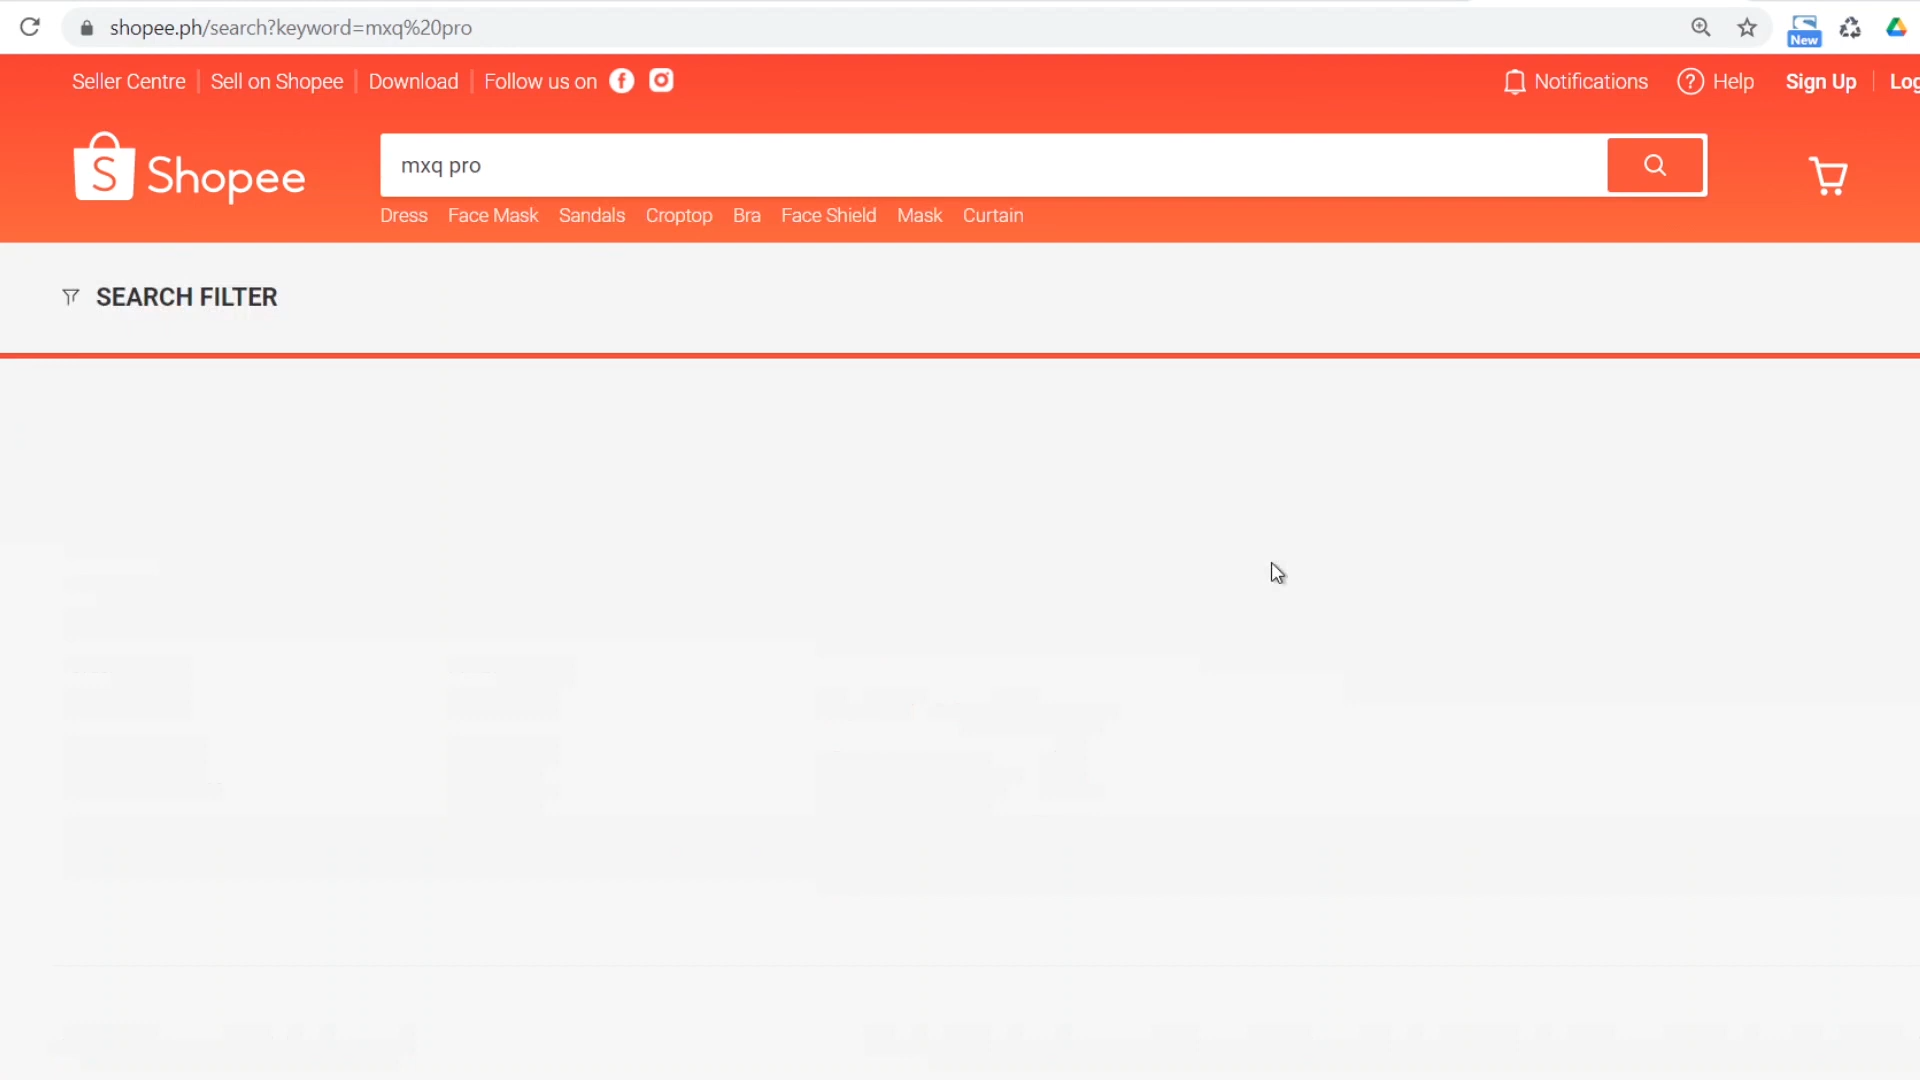 shopee.ph/search?keyword=mxq%20pro
New
Seller Centre Sell on Shopee Download Follow us on
Notifications Help Sign Up
Shopee
mxq pro
Dress Face Mask Sandals Croptop Bra Face Shield Mask Curtain
SEARCH FILTER